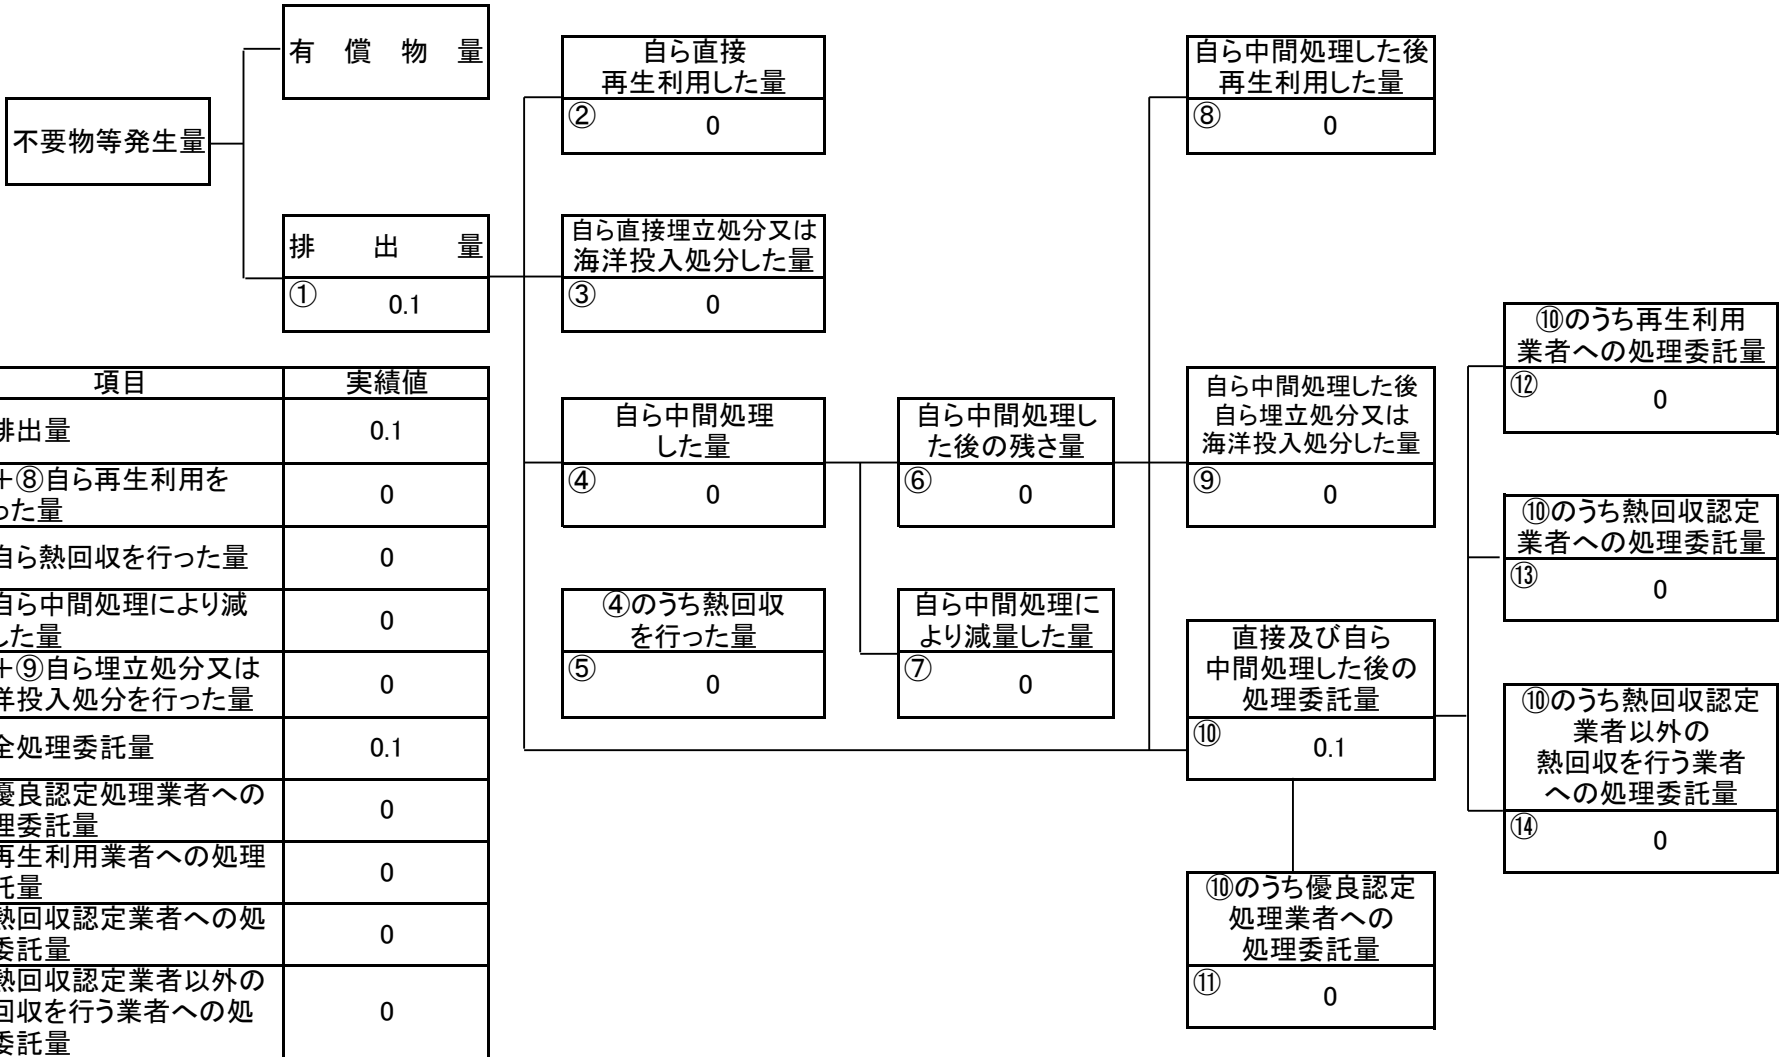 有償物量
不要物等発生量
排出量
①
0.1
自ら直接
再生利用した量
②
0
自ら直接埋立処分又は
海洋投入処分した量
③
0
自ら中間処理
した量
④
0
④のうち熱回収
を行った量
⑤
0
自ら中間処理し
た後の残さ量
⑥
0
自ら中間処理に
より減量した量
⑦
0
自ら中間処理した後
再生利用した量
⑧
0
自ら中間処理した後
自ら埋立処分又は
海洋投入処分した量
⑨
0
直接及び自ら
中間処理した後の
処理委託量
⑩
0.1
⑩のうち優良認定
処理業者への
処理委託量
⑪
0
⑩のうち再生利用
業者への処理委託量
⑫
0
⑩のうち熱回収認定
業者への処理委託量
⑬
0
⑩のうち熱回収認定
業者以外の
熱回収を行う業者
への処理委託量
⑭
0
項目 実績値
排出量 0.1
+⑧自ら再生利用を
った量
0
自ら熱回収を行った量 0
自ら中間処理により減
した量
0
+⑨自ら埋立処分又は
洋投入処分を行った量
0
全処理委託量 0.1
優良認定処理業者への
理委託量
0
再生利用業者への処理
託量
0
熱回収認定業者への処
委託量
0
熱回収認定業者以外の
回収を行う業者への処
委託量
0